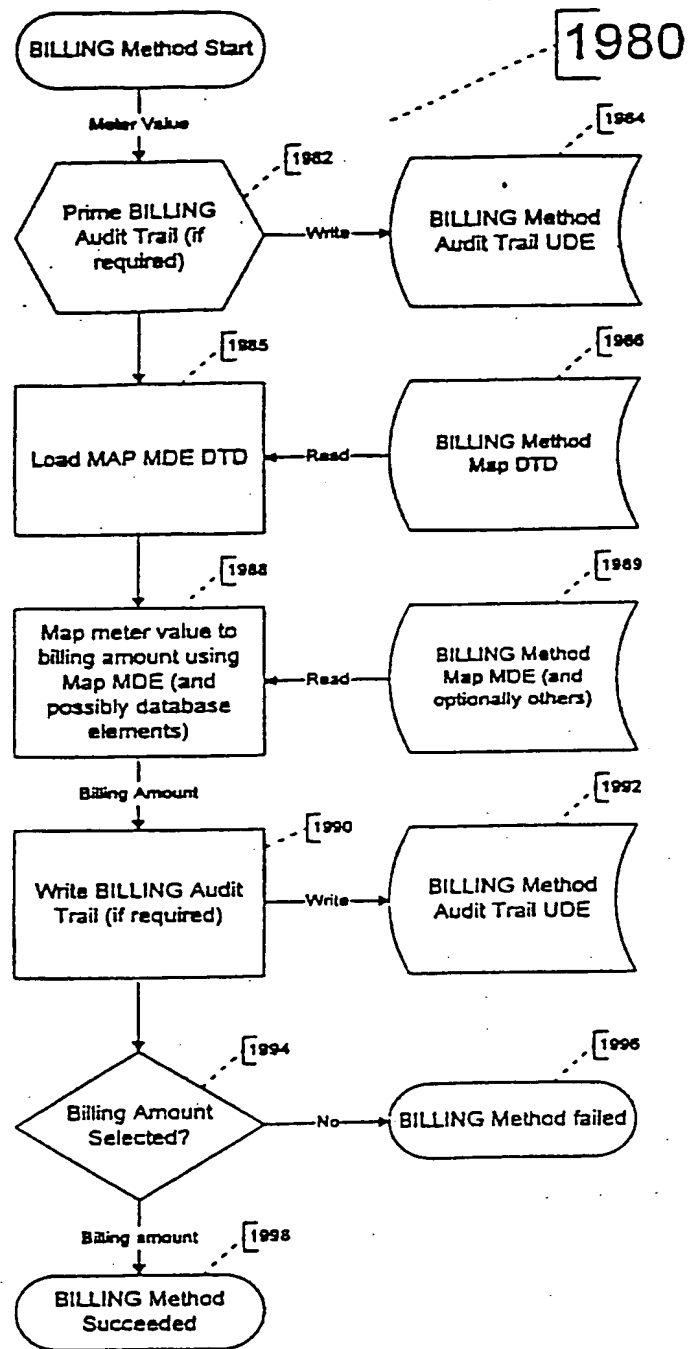 BILLING Method Start
1980
Meter Value
1982
1984
Prime BILLING
Audit Trail (if
required)
Write
BILLING Method
Audit Trail UDE
1985
1986
Load MAP MDE DTD
Read
BILLING Method
Map DTD
1988
1989
Map meter value to
billing amount using
Map MDE (and
possibly database
elements)
Read
BILLING Method
Map MDE (and
optionally others)
Billing Amount
1990
1992
Write BILLING Audit
Trail (if required)
Write
BILLING Method
Audit Trail UDE
1994
1996
Billing Amount
Selected?
No
BILLING Method failed
Billing amount
1998
BILLING Method
Succeeded